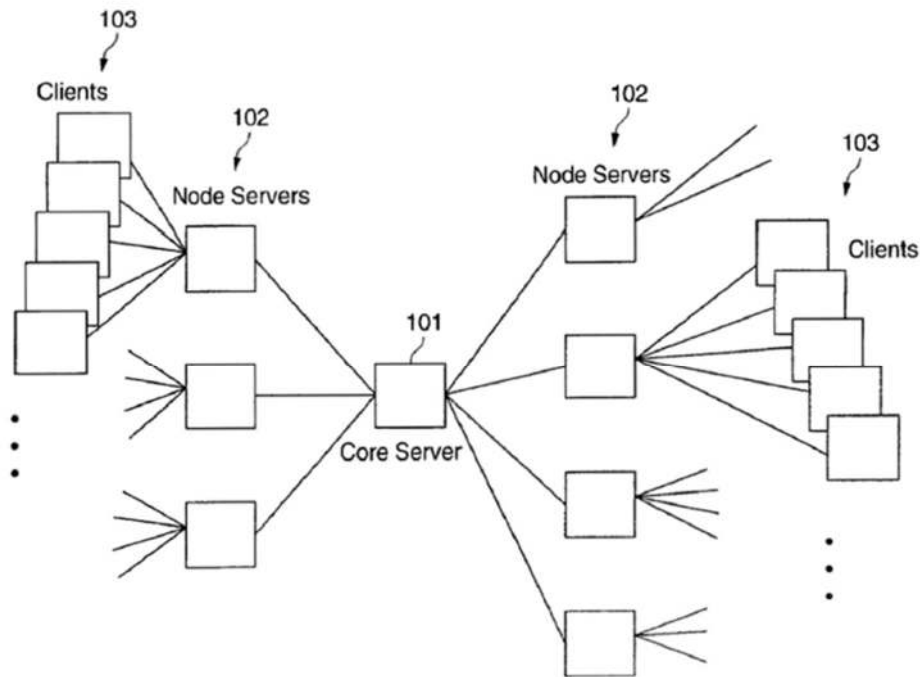 103
Clients
102
Node Servers
101
Core Server
102
Node Servers
103
Clients